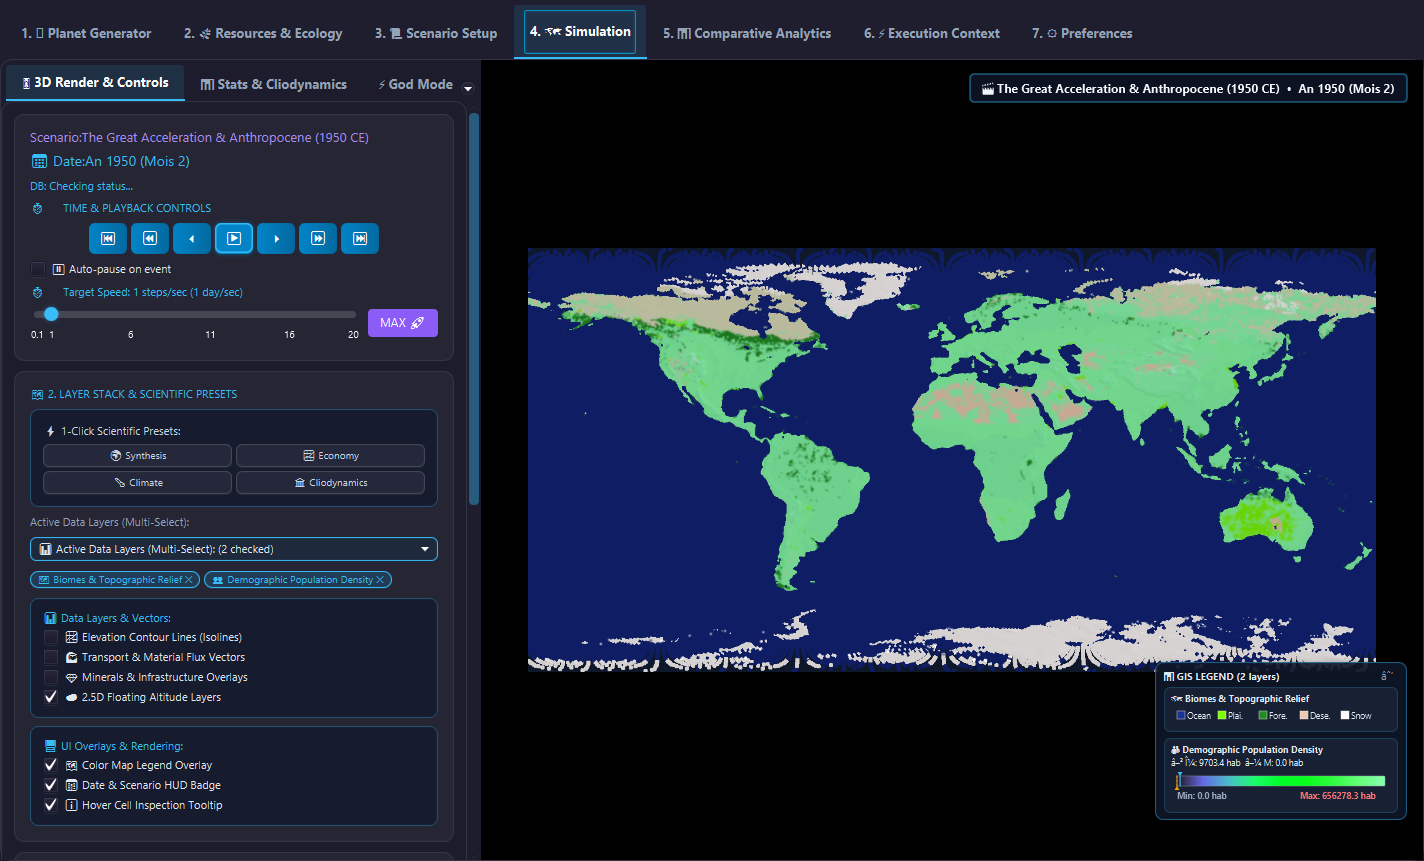 1. Planet Generator
2. Resources & Ecology
3. Scenario Setup
4. Simulation
5. Comparative Analytics
6. Execution Context
7. Preferences
3D Render & Controls
Stats & Cliodynamics
God Mode
The Great Acceleration & Anthropocene (1950 CE) • An 1950 (Mois 2)
Scenario:The Great Acceleration & Anthropocene (1950 CE)
Date:An 1950 (Mois 2)
DB: Checking status...
TIME & PLAYBACK CONTROLS
Auto-pause on event
Target Speed: 1 steps/sec (1 day/sec)
MAX
0.1 1 6 11 16 20
2. LAYER STACK & SCIENTIFIC PRESETS
1-Click Scientific Presets:
Synthesis
Economy
Climate
Cliodynamics
Active Data Layers (Multi-Select):
Active Data Layers (Multi-Select): (2 checked)
Biomes & Topographic Relief
Demographic Population Density
Data Layers & Vectors:
Elevation Contour Lines (Isolines)
Transport & Material Flux Vectors
Minerals & Infrastructure Overlays
2.5D Floating Altitude Layers
UI Overlays & Rendering:
Color Map Legend Overlay
Date & Scenario HUD Badge
Hover Cell Inspection Tooltip
GIS LEGEND (2 layers)
Biomes & Topographic Relief
Ocean Plai. Fore. Dese. Snow
Demographic Population Density
9703.4 hab M: 0.0 hab
Min: 0.0 hab
Max: 656278.3 hab